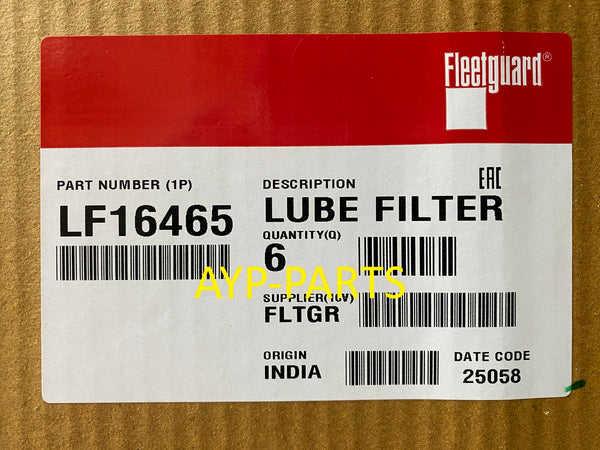 Fleetguard®
PART NUMBER (1P)
LF16465
DESCRIPTION
EAC
LUBE FILTER
QUANTITY(Q)
6
AYP-PARTS
SUPPLIER(10V)
FLTGR
ORIGIN
INDIA
DATE CODE
25058